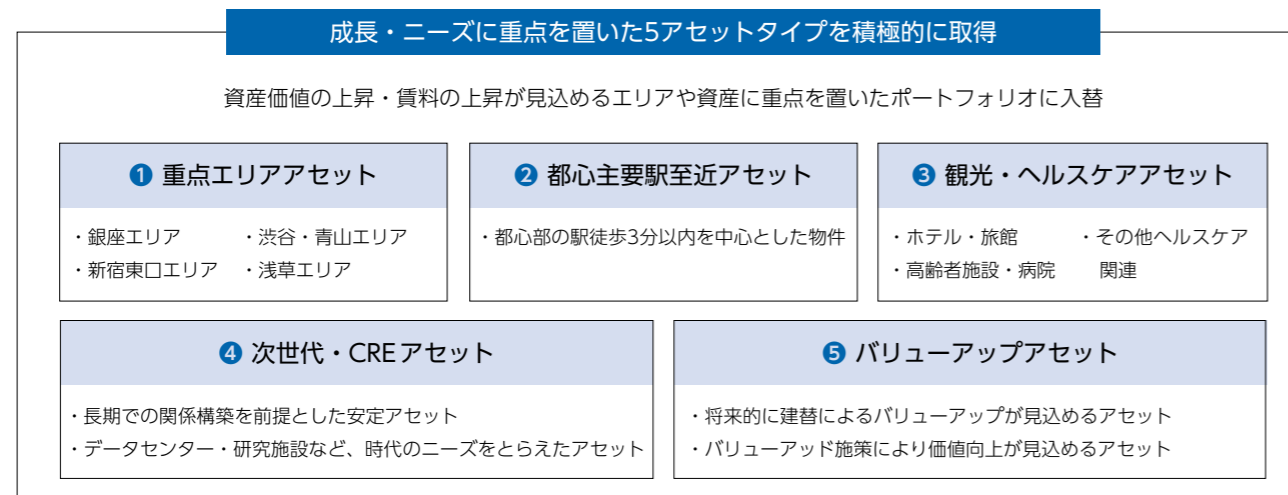 成長・ニーズに重点を置いた5アセットタイプを積極的に取得
資産価値の上昇・賃料の上昇が見込めるエリアや資産に重点を置いたポートフォリオに入替
❶ 重点エリアアセット
・銀座エリア ・渋谷・青山エリア
・新宿東口エリア ・浅草エリア
❷ 都心主要駅至近アセット
・都心部の駅徒歩3分以内を中心とした物件
❸ 観光・ヘルスケアアセット
・ホテル・旅館 ・その他ヘルスケア
・高齢者施設・病院 関連
❹ 次世代・CREアセット
・長期での関係構築を前提とした安定アセット
・データセンター・研究施設など、時代のニーズをとらえたアセット
❺ バリューアップアセット
・将来的に建替によるバリューアップが見込めるアセット
・バリューアッド施策により価値向上が見込めるアセット